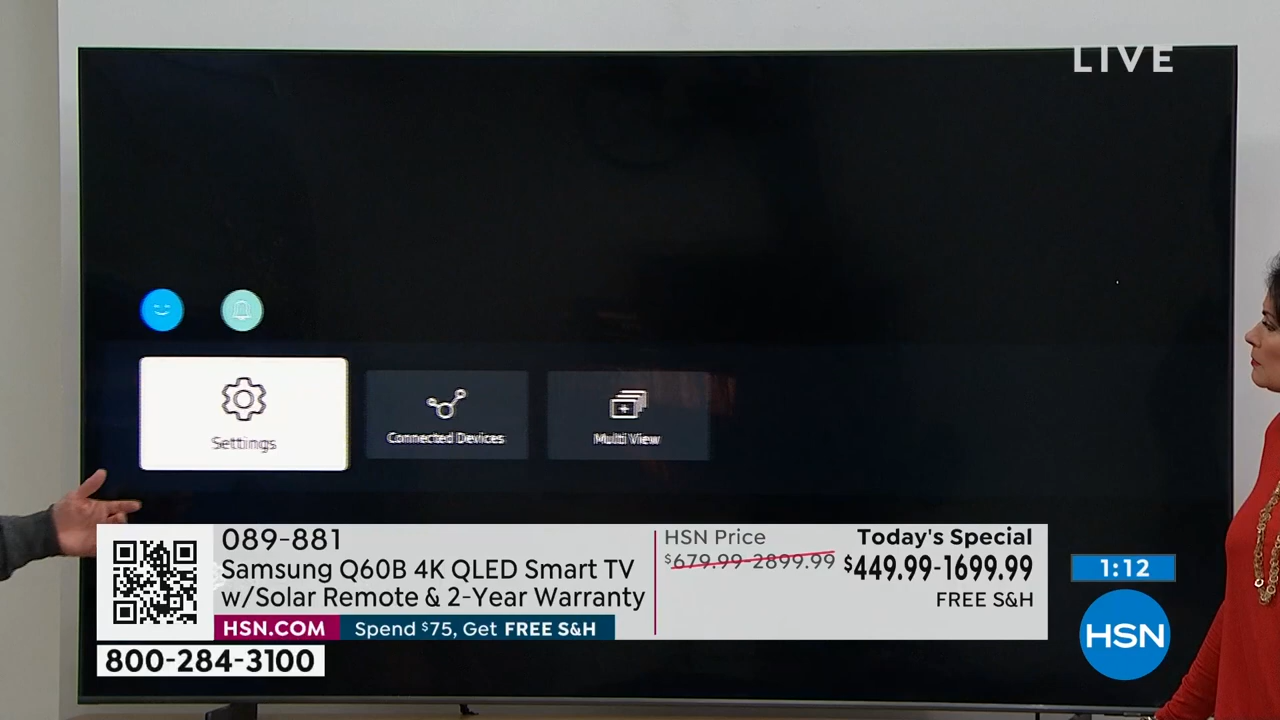 LIVE
Settings
Connected Devices
Multi View
089-881
Samsung Q60B 4K QLED Smart TV
w/Solar Remote & 2-Year Warranty
HSN.COM
Spend $75, Get FREE S&H
800-284-3100
HSN Price
$679.99-2899.99
Today's Special
$449.99-1699.99
FREE S&H
1:12
HSN